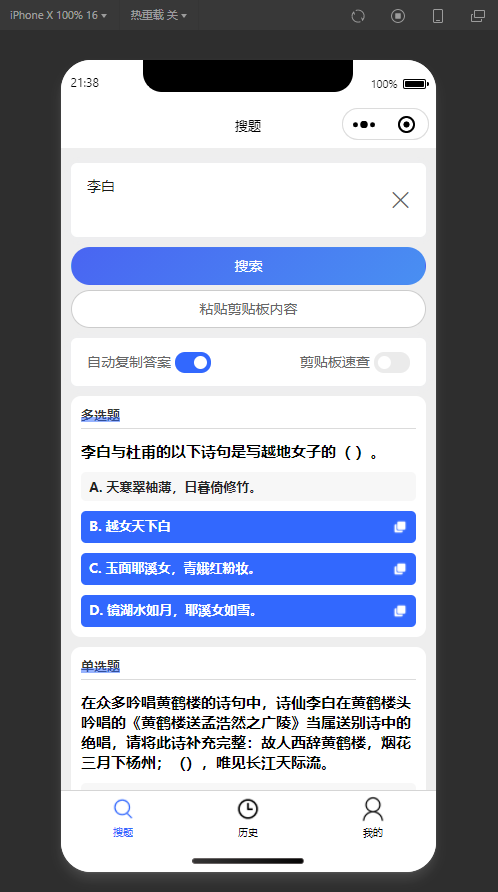 iPhone X 100% 16
热重载 关
21:38
100%
搜题
李白
搜索
粘贴剪贴板内容
自动复制答案
剪贴板速查
多选题
李白与杜甫的以下诗句是写越地女子的（ ）。
A. 天寒翠袖薄，日暮倚修竹。
B. 越女天下白
C. 玉面耶溪女，青娥红粉妆。
D. 镜湖水如月，耶溪女如雪。
单选题
在众多吟唱黄鹤楼的诗句中，诗仙李白在黄鹤楼头
吟唱的《黄鹤楼送孟浩然之广陵》当属送别诗中的
绝唱，请将此诗补充完整：故人西辞黄鹤楼，烟花
三月下杨州；（），唯见长江天际流。
搜题
历史
我的